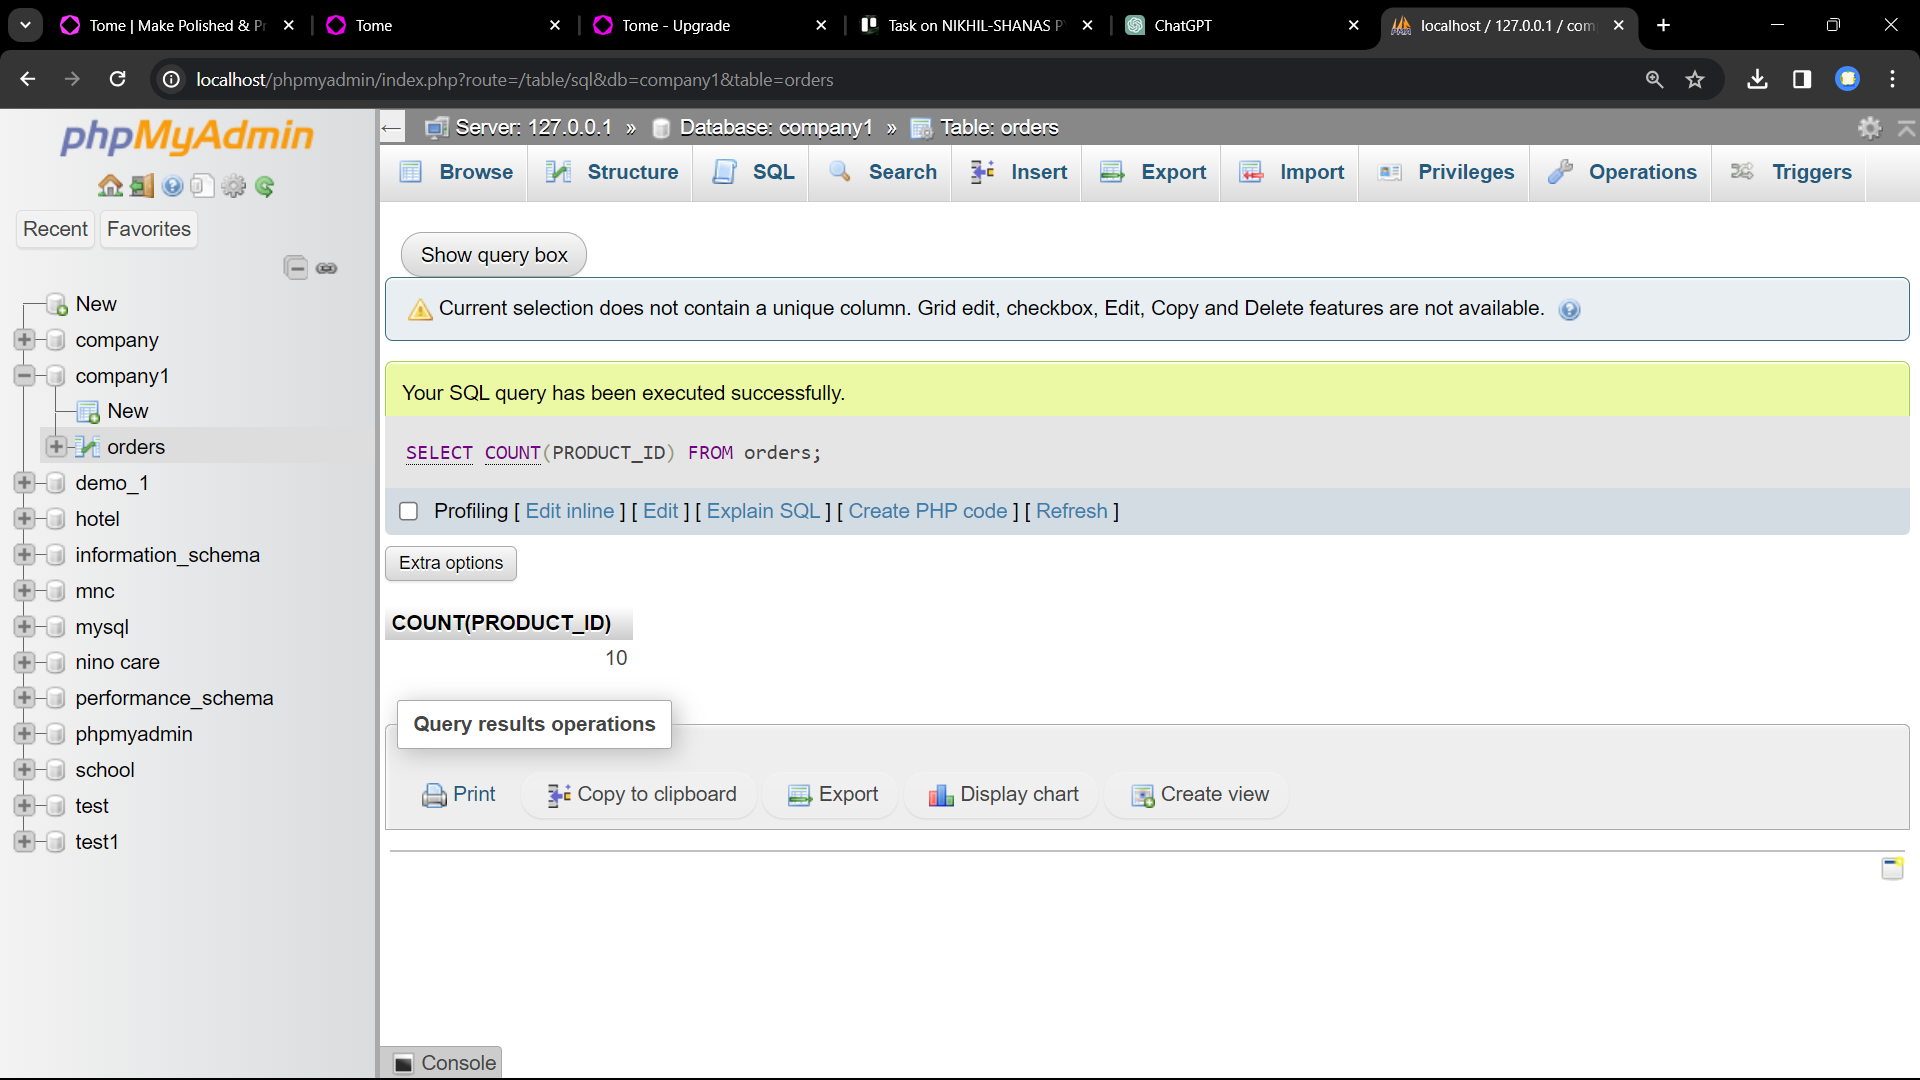 Tome | Make Polished & Pr
Tome
Tome - Upgrade
Task on NIKHIL-SHANAS P
ChatGPT
localhost / 127.0.0.1 / com
localhost/phpmyadmin/index.php?route=/table/sql&db=company1&table=orders
phpMyAdmin
Recent
Favorites
New
company
company1
New
orders
demo_1
hotel
information_schema
mnc
mysql
nino care
performance_schema
phpmyadmin
school
test
test1
Server: 127.0.0.1 » Database: company1 » Table: orders
Browse
Structure
SQL
Search
Insert
Export
Import
Privileges
Operations
Triggers
Show query box
Current selection does not contain a unique column. Grid edit, checkbox, Edit, Copy and Delete features are not available.
Your SQL query has been executed successfully.
SELECT COUNT(PRODUCT_ID) FROM orders;
Profiling [ Edit inline ] [ Edit ] [ Explain SQL ] [ Create PHP code ] [ Refresh ]
Extra options
COUNT(PRODUCT_ID)
10
Query results operations
Print
Copy to clipboard
Export
Display chart
Create view
Console